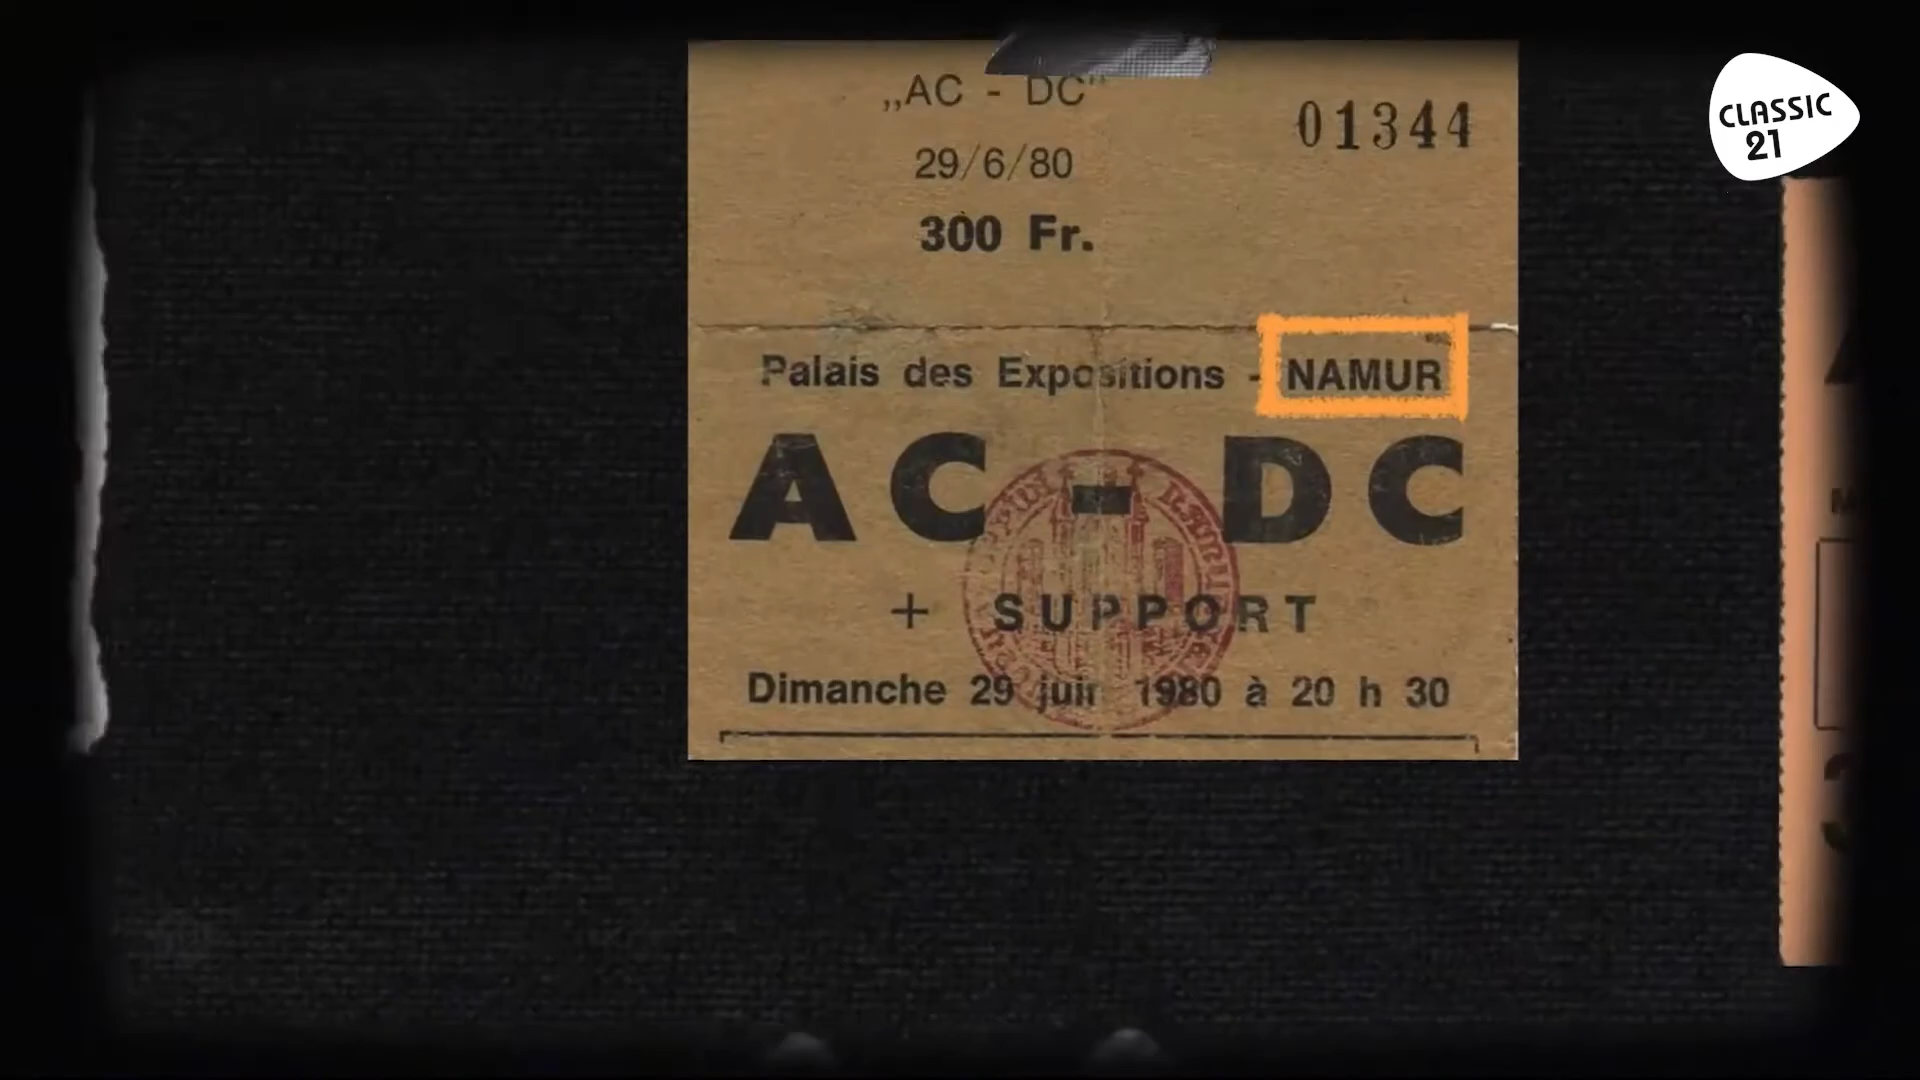 „AC - DC"
01344
29/6/80
300 Fr.
Palais des Expositions - NAMUR
AC - DC
+ SUPPORT
Dimanche 29 juin 1980 à 20 h 30
CLASSIC
21